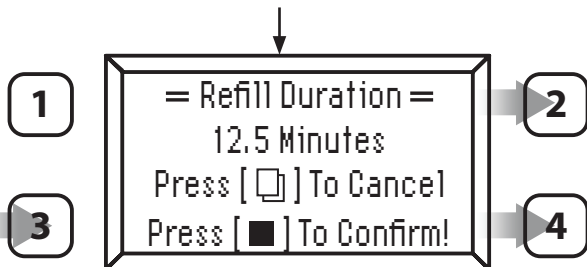 1
= Refill Duration =
2
12.5 Minutes
Press [ ❐ ] To Cancel
3
Press [ ■ ] To Confirm!
4